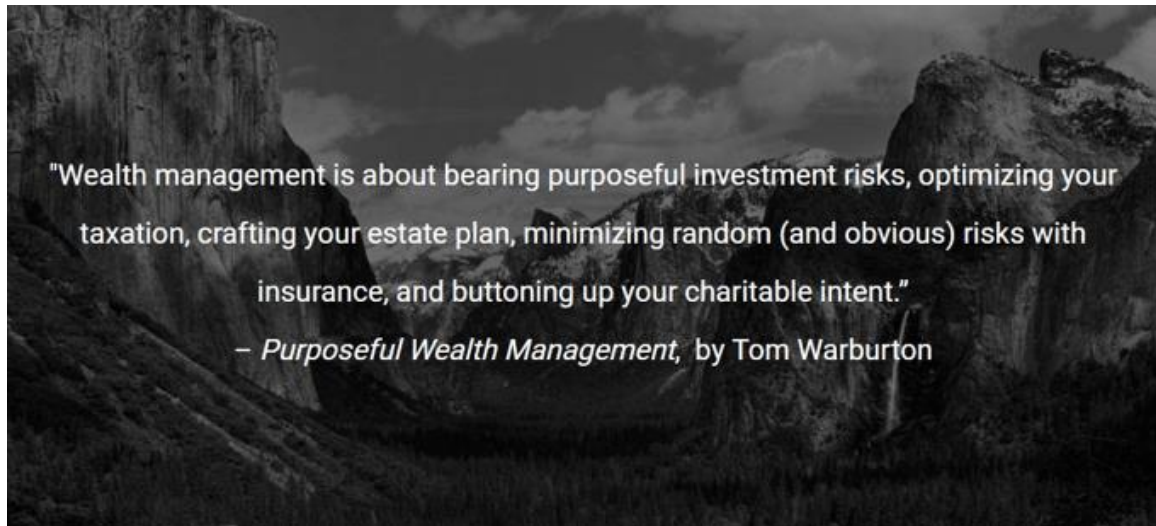 "Wealth management is about bearing purposeful investment risks, optimizing your
taxation, crafting your estate plan, minimizing random (and obvious) risks with
insurance, and buttoning up your charitable intent.”
– Purposeful Wealth Management,  by Tom Warburton